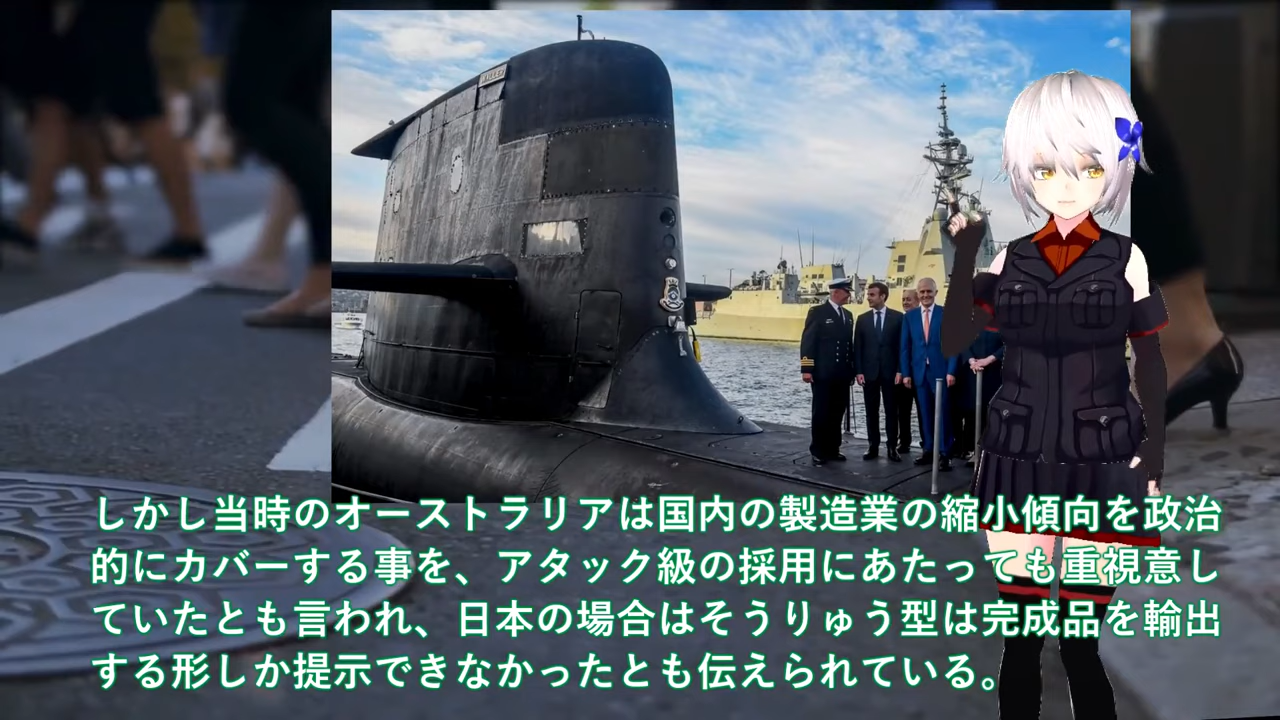 しかし当時のオーストラリアは国内の製造業の縮小傾向を政治
的にカバーする事を、アタック級の採用にあたっても重視意し
ていたとも言われ、日本の場合はそうりゅう型は完成品を輸出
する形しか提示できなかったとも伝えられている。